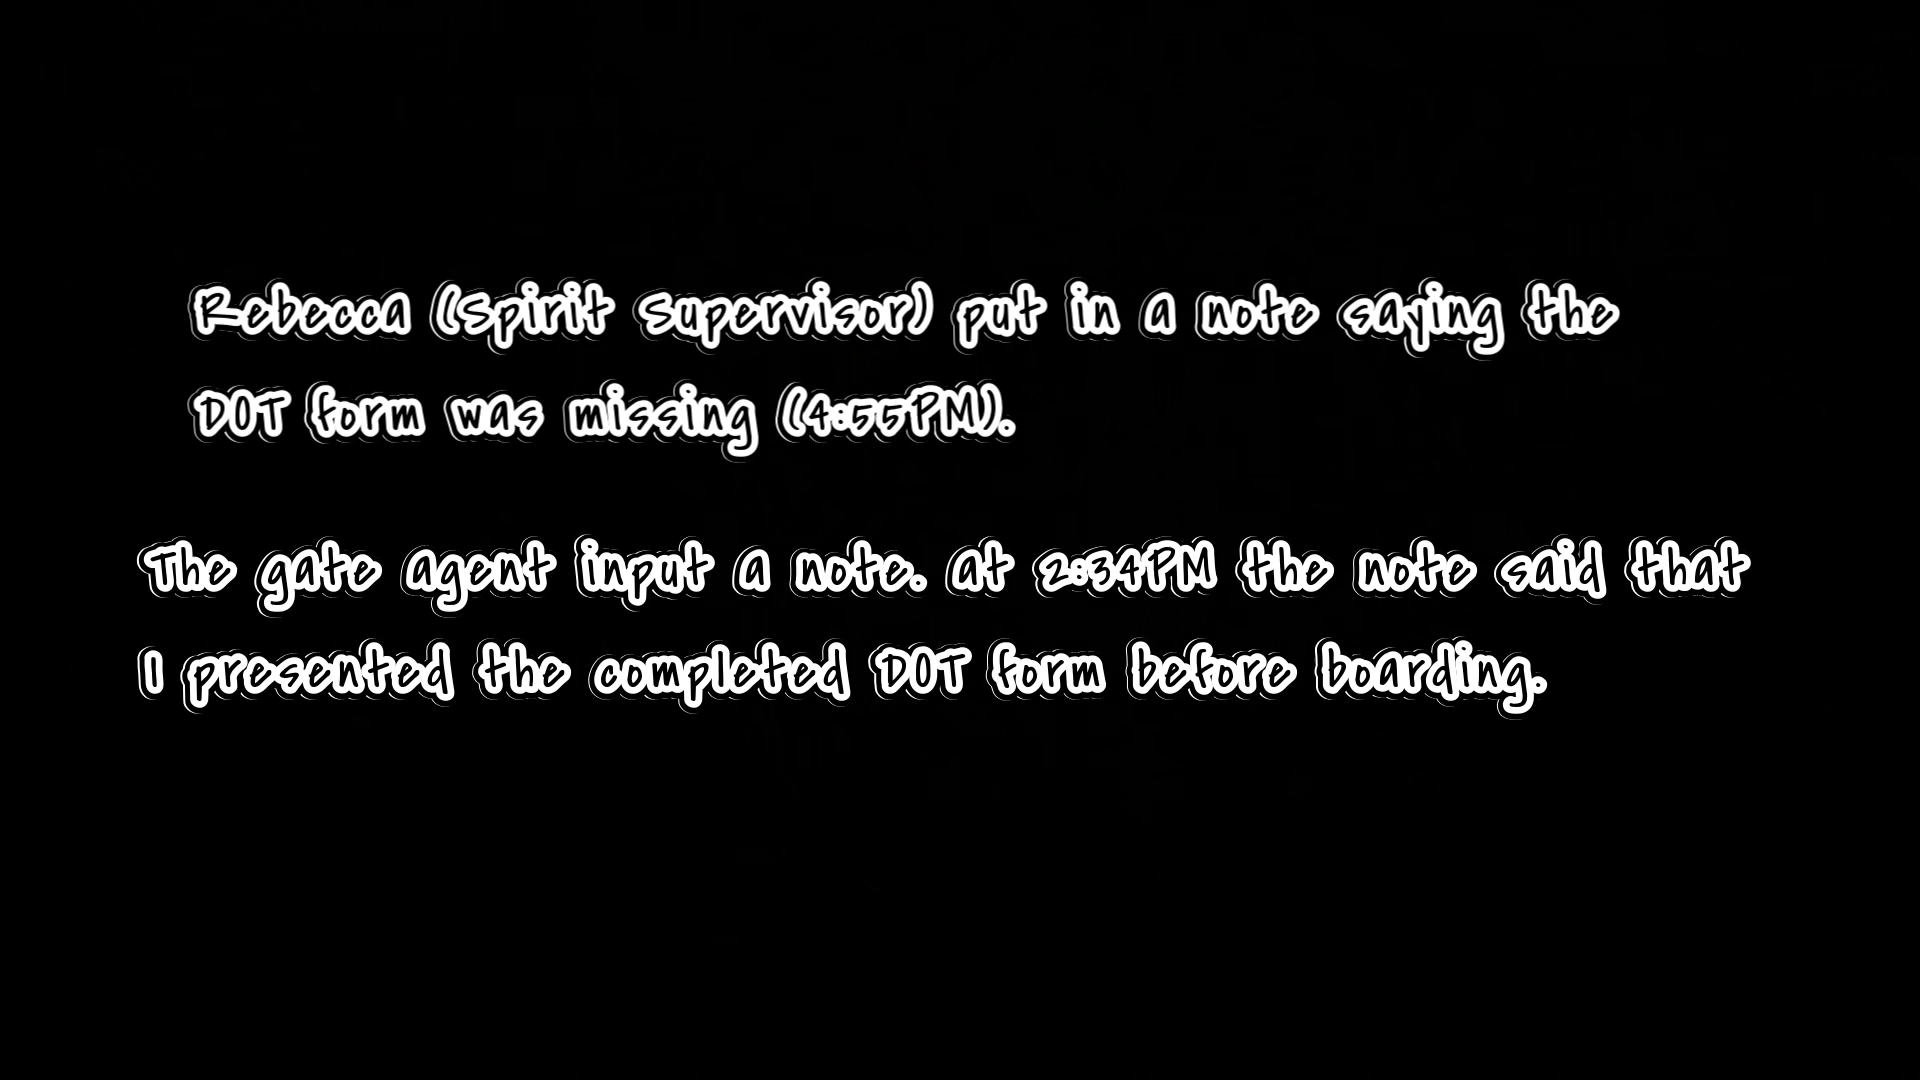 Rebecca (Spirit Supervisor) put in a note saying the
DOT form was missing (4:55PM).
The gate agent input a note. at 2:34PM the note said that
I presented the completed DOT form before boarding.